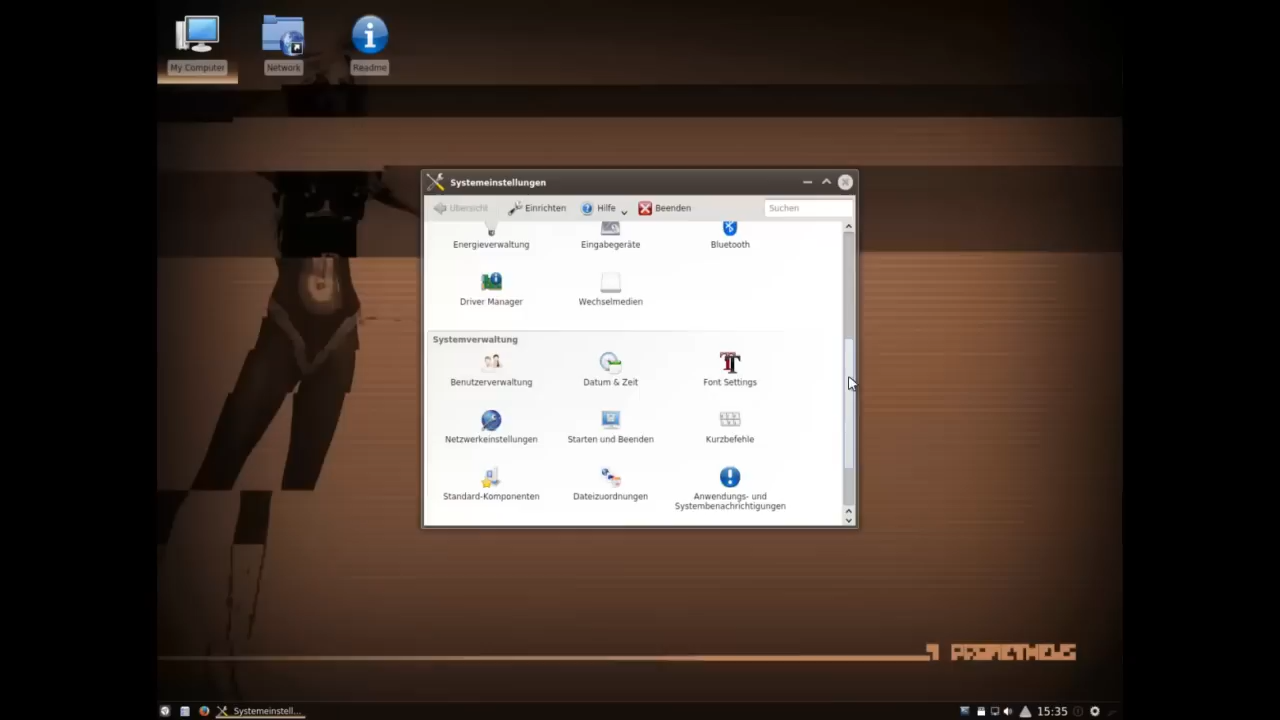 My Computer
Network
Readme
Systemeinstellungen
Übersicht
Einrichten
Hilfe
Beenden
Suchen
Energieverwaltung
Eingabegeräte
Bluetooth
Driver Manager
Wechselmedien
Systemverwaltung
Benutzerverwaltung
Datum & Zeit
Font Settings
Netzwerkeinstellungen
Starten und Beenden
Kurzbefehle
Standard-Komponenten
Dateizuordnungen
Anwendungs- und
Systembenachrichtigungen
PROMETHEUS
Systemeinstell...
15:35